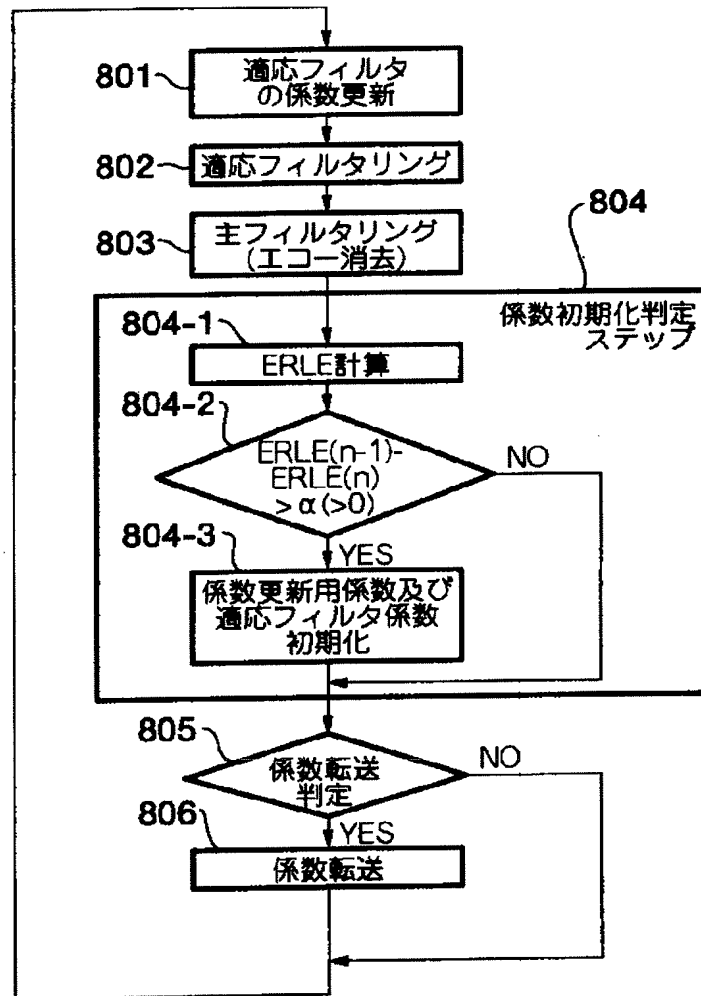 801
適応フィルタ
の係数更新
802
適応フィルタリング
803
主フィルタリング
(エコー消去)
804
係数初期化判定
ステップ
804-1
ERLE計算
804-2
ERLE(n-1)-
ERLE(n)
>α(>0)
NO
YES
804-3
係数更新用係数及び
適応フィルタ係数
初期化
805
係数転送
判定
NO
YES
806
係数転送